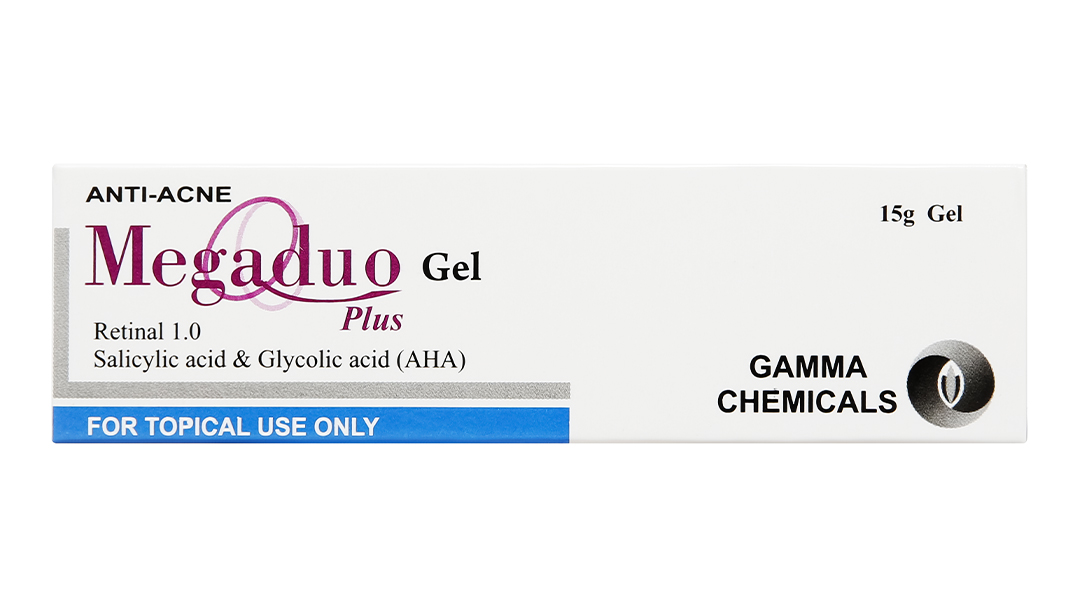 ANTI-ACNE
Megaduo Gel
Plus
15g Gel
Retinal 1.0
Salicylic acid & Glycolic acid (AHA)
FOR TOPICAL USE ONLY
GAMMA
CHEMICALS